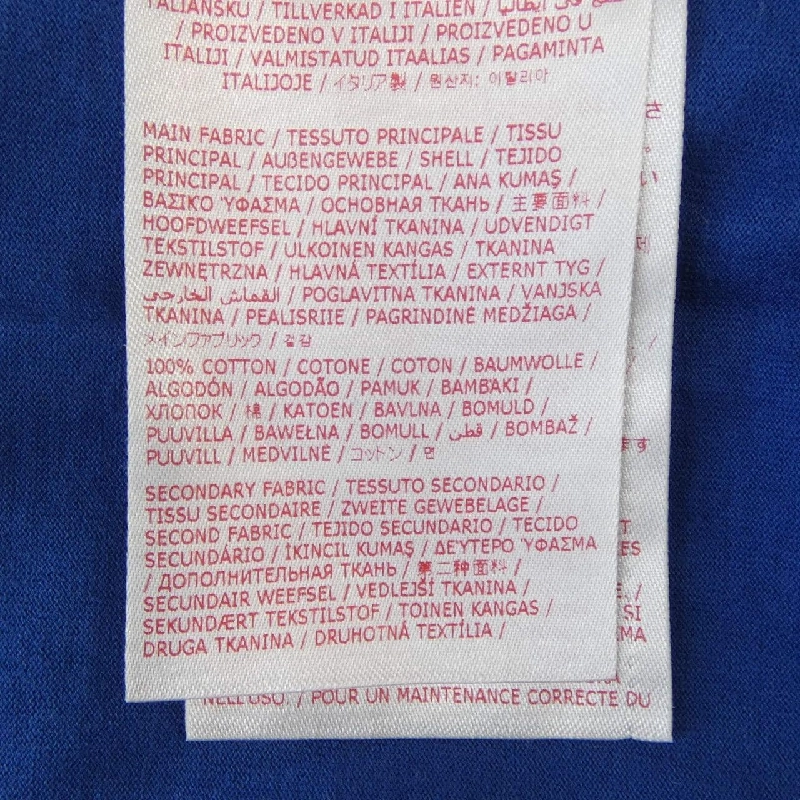 TALIANSKU / TILLVERKAD I ITALIEN /
/ PROIZVEDENO V ITALIJI / PROIZVEDENO U
ITALIJI / VALMISTATUD ITAALIAS / PAGAMINTA
ITALIJOJE / イタリア製 / 원산지: 이탈리아
MAIN FABRIC / TESSUTO PRINCIPALE / TISSU
PRINCIPAL / AUßENGEWEBE / SHELL / TEJIDO
PRINCIPAL / TECIDO PRINCIPAL / ANA KUMAŞ /
ΒΑΣΙΚΟ ΎΦΑΣΜΑ / ОСНОВНАЯ ТКАНЬ / 主要面料 /
HOOFDWEEFSEL / HLAVNÍ TKANINA / UDVENDIGT
TEKSTILSTOF / ULKOINEN KANGAS / TKANINA
ZEWNĘTRZNA / HLAVNÁ TEXTÍLIA / EXTERNT TYG /
القماش الخارجي / POGLAVITNA TKANINA / VANJSKA
TKANINA / PEALISRIIE / PAGRINDINĖ MEDŽIAGA /
メインファブリック / 겉감
100% COTTON / COTONE / COTON / BAUMWOLLE /
ALGODÓN / ALGODÃO / PAMUK / ΒΑΜΒΆΚΙ /
ХЛОПОК / 棉 / KATOEN / BAVLNA / BOMULD /
PUUVILLA / BAWEŁNA / BOMULL / قطن / BOMBAŽ /
PUUVILL / MEDVILNĖ / コットン / 면
SECONDARY FABRIC / TESSUTO SECONDARIO /
TISSU SECONDAIRE / ZWEITE GEWEBELAGE /
SECOND FABRIC / TEJIDO SECUNDARIO / TECIDO
SECUNDÁRIO / İKINCIL KUMAŞ / ΔΕΎΤΕΡΟ ΎΦΑΣΜΑ
/ ДОПОЛНИТЕЛЬНАЯ ТКАНЬ / 第二种面料 /
SECUNDAIR WEEFSEL / VEDLEJŠÍ TKANINA /
SEKUNDÆRT TEKSTILSTOF / TOINEN KANGAS /
DRUGA TKANINA / DRUHOTNÁ TEXTÍLIA /
NELL'USO. / POUR UN MAINTENANCE CORRECTE DU